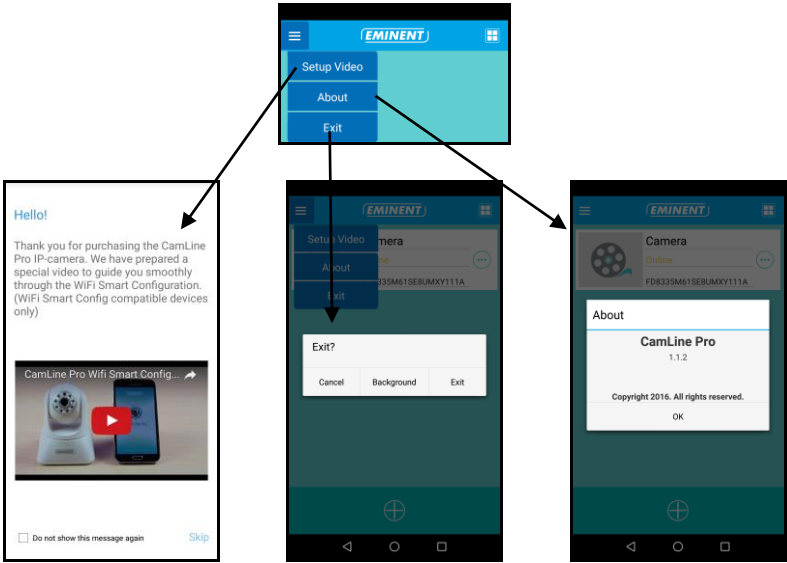 EMINENT
Setup Video
About
Exit
Hello!
Thank you for purchasing the CamLine
Pro IP-camera. We have prepared a
special video to guide you smoothly
through the WiFi Smart Configuration.
(WiFi Smart Config compatible devices
only)
CamLine Pro Wifi Smart Config...
Do not show this message again
Skip
EMINENT
Setup Video
mera
ne
About
335M61SE8UMXY111A
Exit
Exit?
Cancel
Background
Exit
EMINENT
Camera
Online
FD8335M61SE8UMXY111A
About
CamLine Pro
1.1.2
Copyright 2016. All rights reserved.
OK